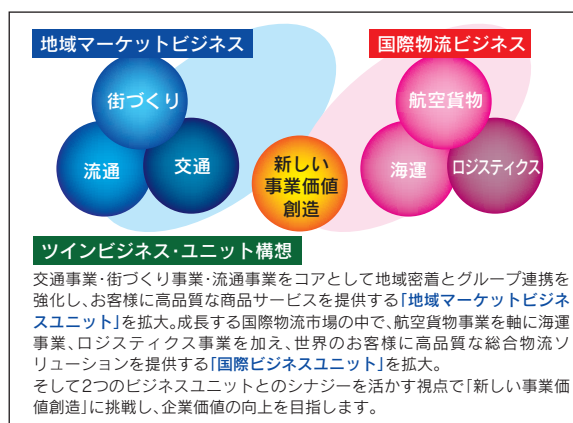 地域マーケットビジネス
国際物流ビジネス
街づくり
航空貨物
流通
交通
新しい
事業価値
創造
海運
ロジスティクス
ツインビジネス・ユニット構想
交通事業・街づくり事業・流通事業をコアとして地域密着とグループ連携を
強化し、お客様に高品質な商品サービスを提供する「地域マーケットビジネ
スユニット」を拡大。成長する国際物流市場の中で、航空貨物事業を軸に海運
事業、ロジスティクス事業を加え、世界のお客様に高品質な総合物流ソ
リューションを提供する「国際ビジネスユニット」を拡大。
そして2つのビジネスユニットとのシナジーを活かす視点で「新しい事業価
値創造」に挑戦し、企業価値の向上を目指します。